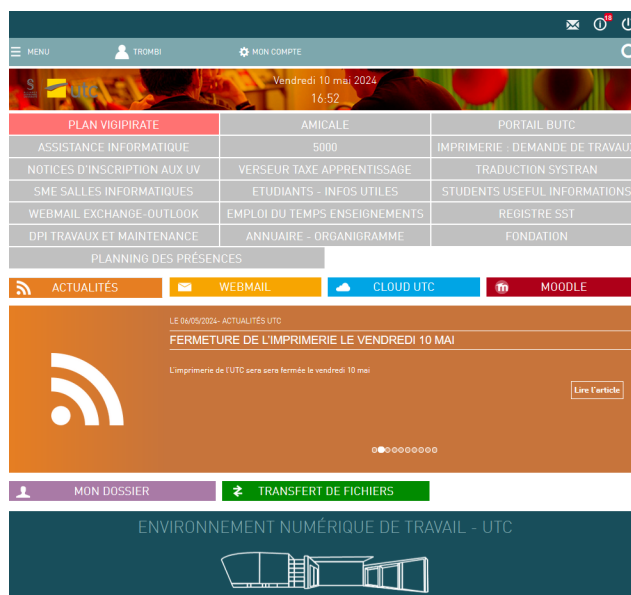 18
MENU
TROMBI
MON COMPTE
S
utc
Vendredi 10 mai 2024
16:52
PLAN VIGIPIRATE
AMICALE
PORTAIL BUTC
ASSISTANCE INFORMATIQUE
5000
IMPRIMERIE : DEMANDE DE TRAVAUX
NOTICES D'INSCRIPTION AUX UV
VERSEUR TAXE APPRENTISSAGE
TRADUCTION SYSTRAN
SME SALLES INFORMATIQUES
ETUDIANTS - INFOS UTILES
STUDENTS USEFUL INFORMATIONS
WEBMAIL EXCHANGE-OUTLOOK
EMPLOI DU TEMPS ENSEIGNEMENTS
REGISTRE SST
DPI TRAVAUX ET MAINTENANCE
ANNUAIRE - ORGANIGRAMME
FONDATION
PLANNING DES PRÉSENCES
ACTUALITÉS
WEBMAIL
CLOUD UTC
m
MOODLE
LE 06/05/2024- ACTUALITÉS UTC
FERMETURE DE L'IMPRIMERIE LE VENDREDI 10 MAI
L'imprimerie de l'UTC sera sera fermée le vendredi 10 mai
Lire l'article
MON DOSSIER
TRANSFERT DE FICHIERS
ENVIRONNEMENT NUMÉRIQUE DE TRAVAIL - UTC